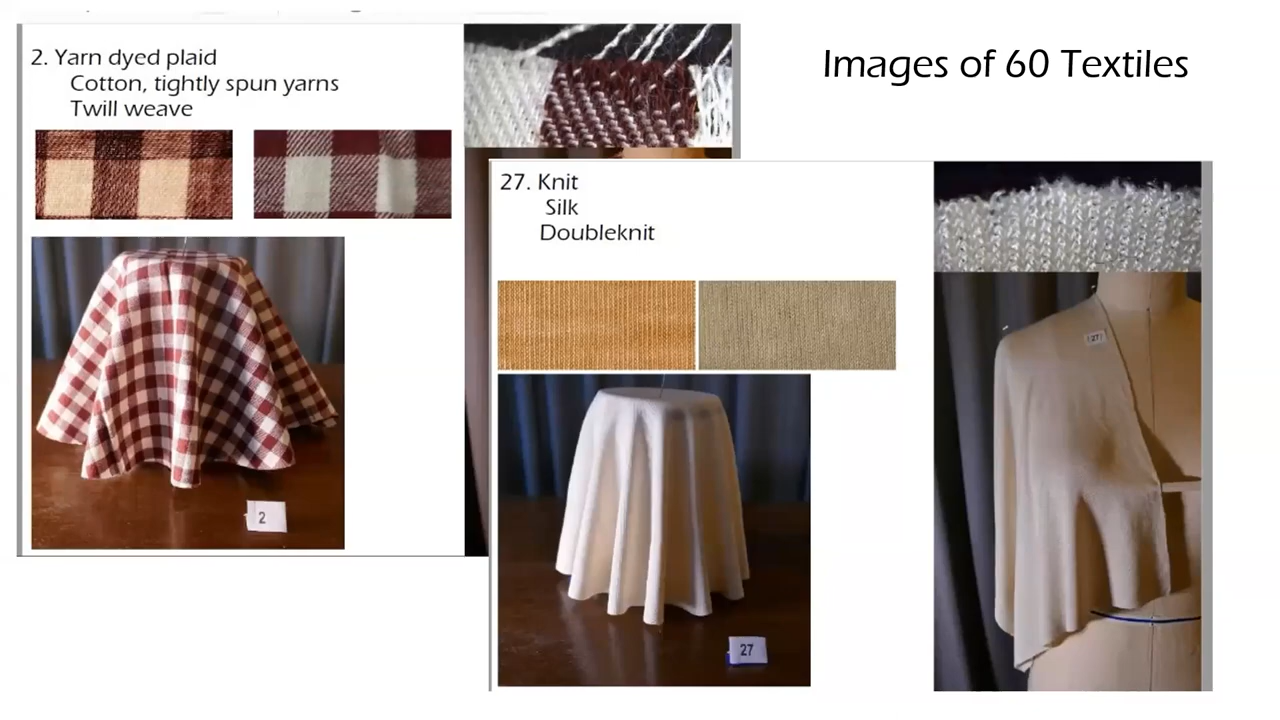 Images of 60 Textiles
2. Yarn dyed plaid
Cotton, tightly spun yarns
Twill weave
2
27. Knit
Silk
Doubleknit
27
27